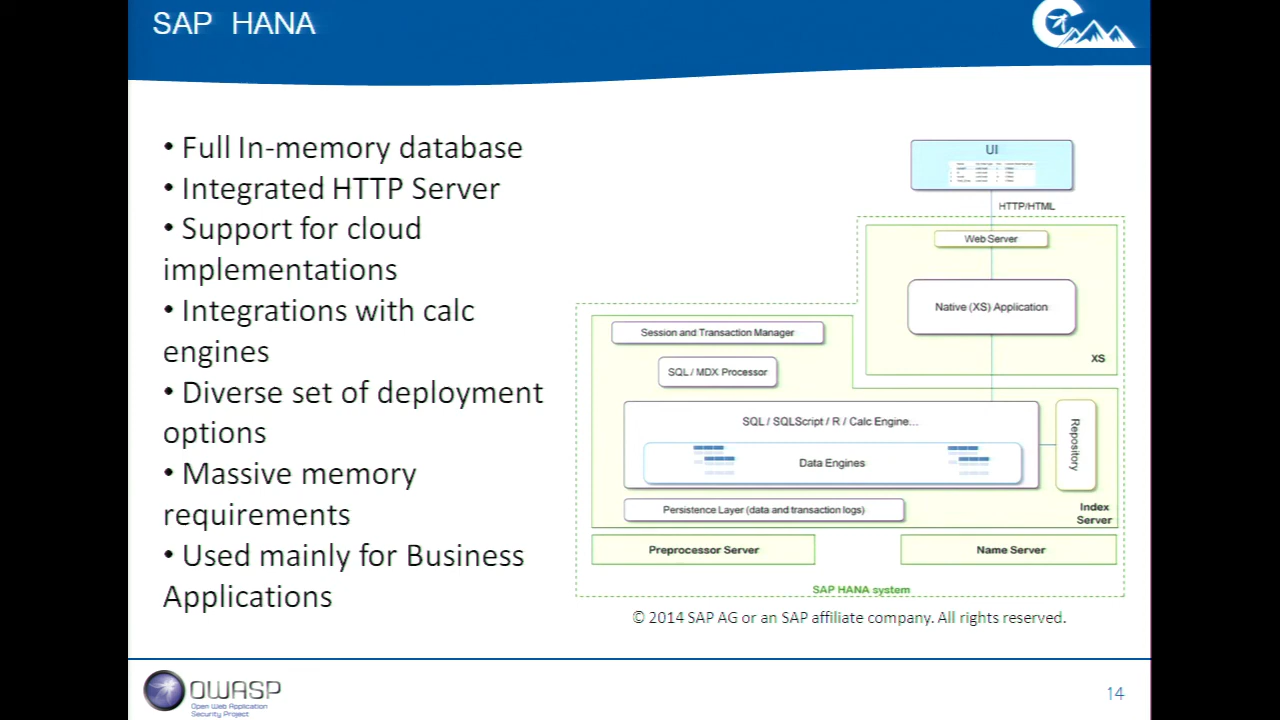 SAP HANA
• Full In-memory database
• Integrated HTTP Server
• Support for cloud
implementations
• Integrations with calc
engines
• Diverse set of deployment
options
• Massive memory
requirements
• Used mainly for Business
Applications
UI
HTTP/HTML
Web Server
Native (XS) Application
XS
Session and Transaction Manager
SQL / MDX Processor
SQL / SQLScript / R / Calc Engine...
Data Engines
Repository
Persistence Layer (data and transaction logs)
Index
Server
Preprocessor Server
Name Server
SAP HANA system
© 2014 SAP AG or an SAP affiliate company. All rights reserved.
OWASP
Open Web Application
Security Project
14